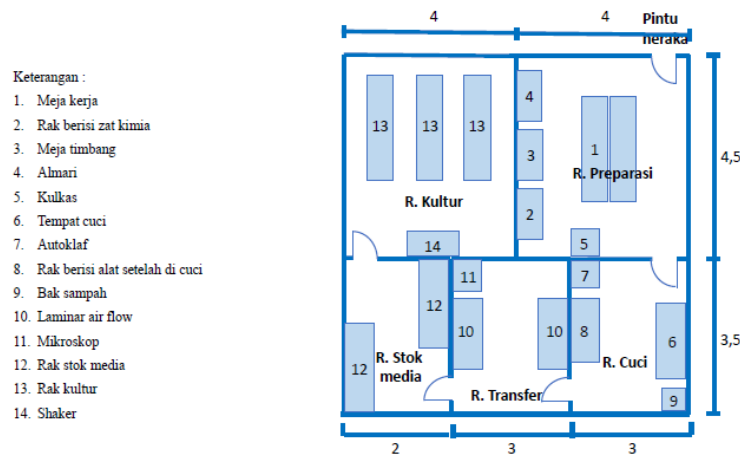 Keterangan :
1. Meja kerja
2. Rak berisi zat kimia
3. Meja timbang
4. Almari
5. Kulkas
6. Tempat cuci
7. Autoklaf
8. Rak berisi alat setelah di cuci
9. Bak sampah
10. Laminar air flow
11. Mikroskop
12. Rak stok media
13. Rak kultur
14. Shaker
4
4
Pintu
neraka
13
13
13
4
3
2
1
R. Preparasi
4,5
R. Kultur
14
5
12
11
7
10
10
8
6
3,5
12
R. Stok
media
R. Cuci
R. Transfer
9
2
3
3